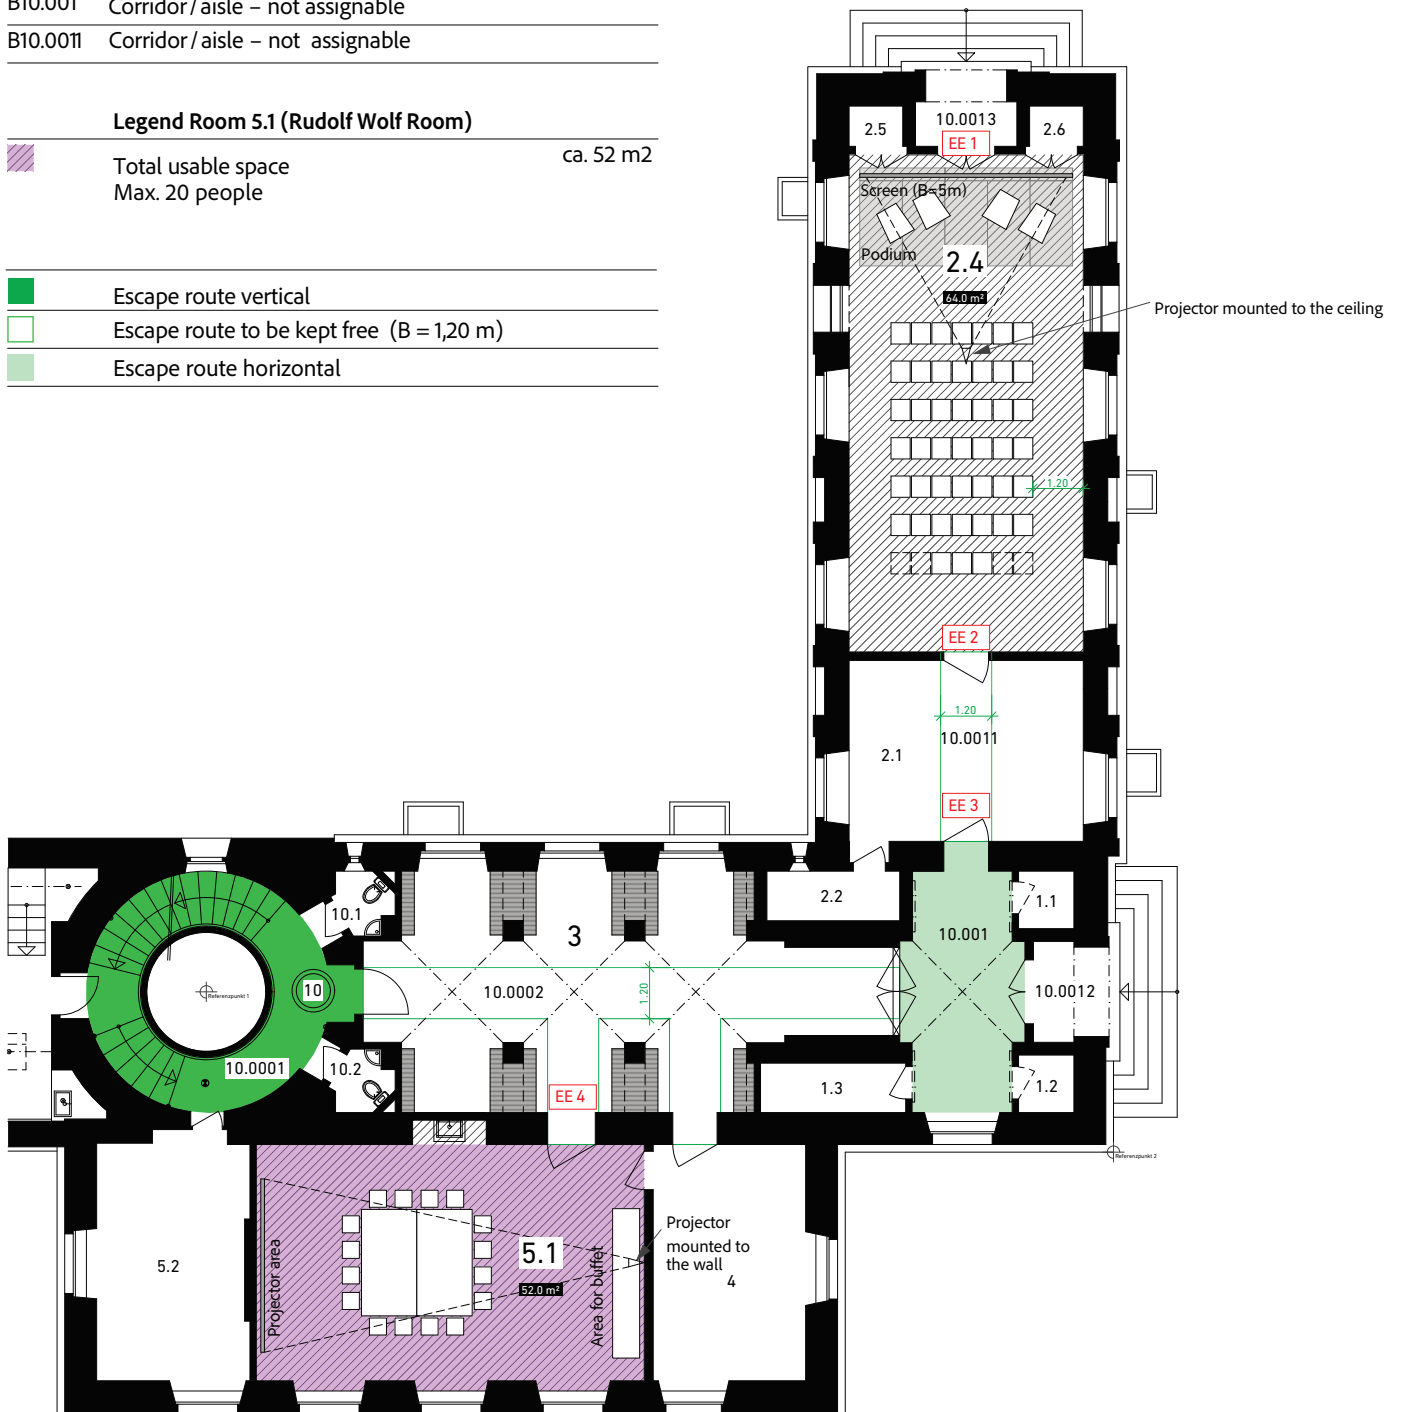 B10.001 Corridor / aisle – not assignable
B10.0011 Corridor / aisle – not assignable
Legend Room 5.1 (Rudolf Wolf Room)
Total usable space ca. 52 m2
Max. 20 people
Escape route vertical
Escape route to be kept free (B = 1,20 m)
Escape route horizontal
2.5
10.0013
2.6
EE 1
Screen (B=5m)
Podium
2.4
64.0 m²
Projector mounted to the ceiling
1.20
EE 2
1.20
10.0011
2.1
EE 3
2.2
1.1
10.1
3
10.001
10
10.0002
1.20
10.0012
Referenzpunkt 1
10.0001
10.2
EE 4
1.3
1.2
Referenzpunkt 2
5.2
Projector area
5.1
52.0 m²
Area for buffet
Projector
mounted to
the wall
4